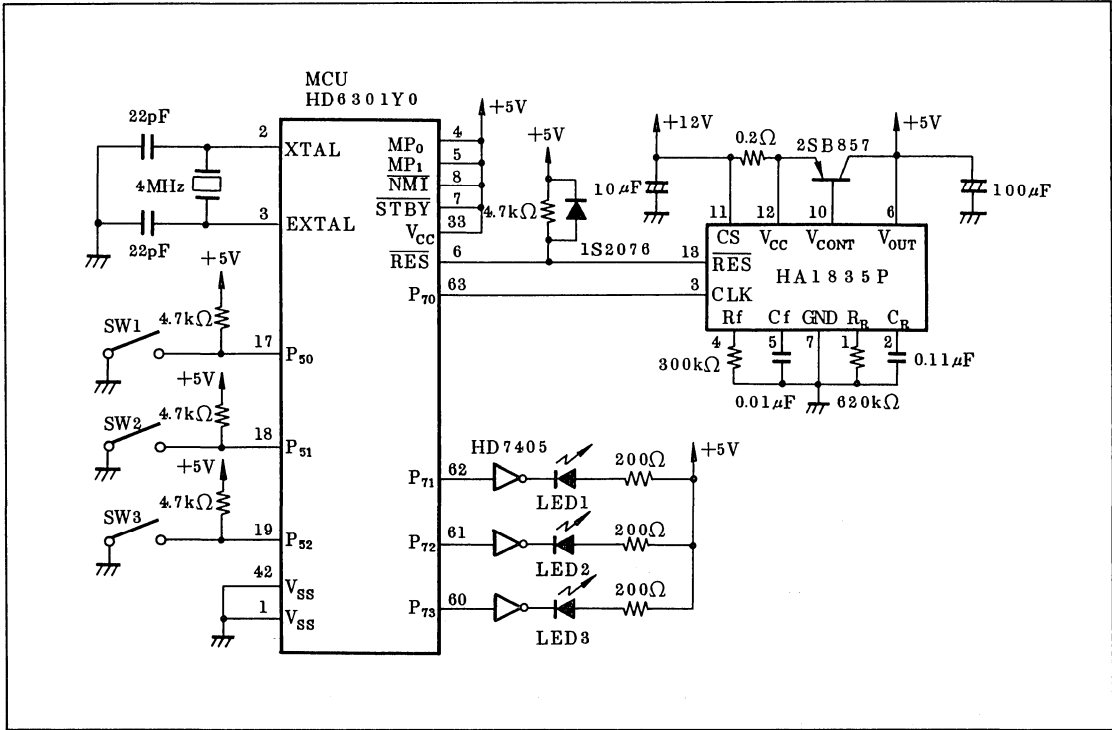 MCU
HD6301Y0
22pF
4MHz
22pF
2
XTAL
3
EXTAL
MP0
4
MP1
5
NMI
8
STBY
7
VCC
33
RES
6
P70
63
+5V
+5V
4.7kΩ
1S2076
+12V
0.2Ω
2SB857
+5V
10μF
100μF
11
12
10
6
CS
VCC
VCONT
VOUT
13
RES
HA1835P
3
CLK
Rf
Cf
GND
RR
CR
4
5
7
1
2
300kΩ
0.01μF
620kΩ
0.11μF
+5V
SW1
4.7kΩ
17
P50
+5V
SW2
4.7kΩ
18
P51
+5V
SW3
4.7kΩ
19
P52
42
VSS
1
VSS
P71
62
HD7405
LED1
200Ω
+5V
P72
61
LED2
200Ω
P73
60
LED3
200Ω